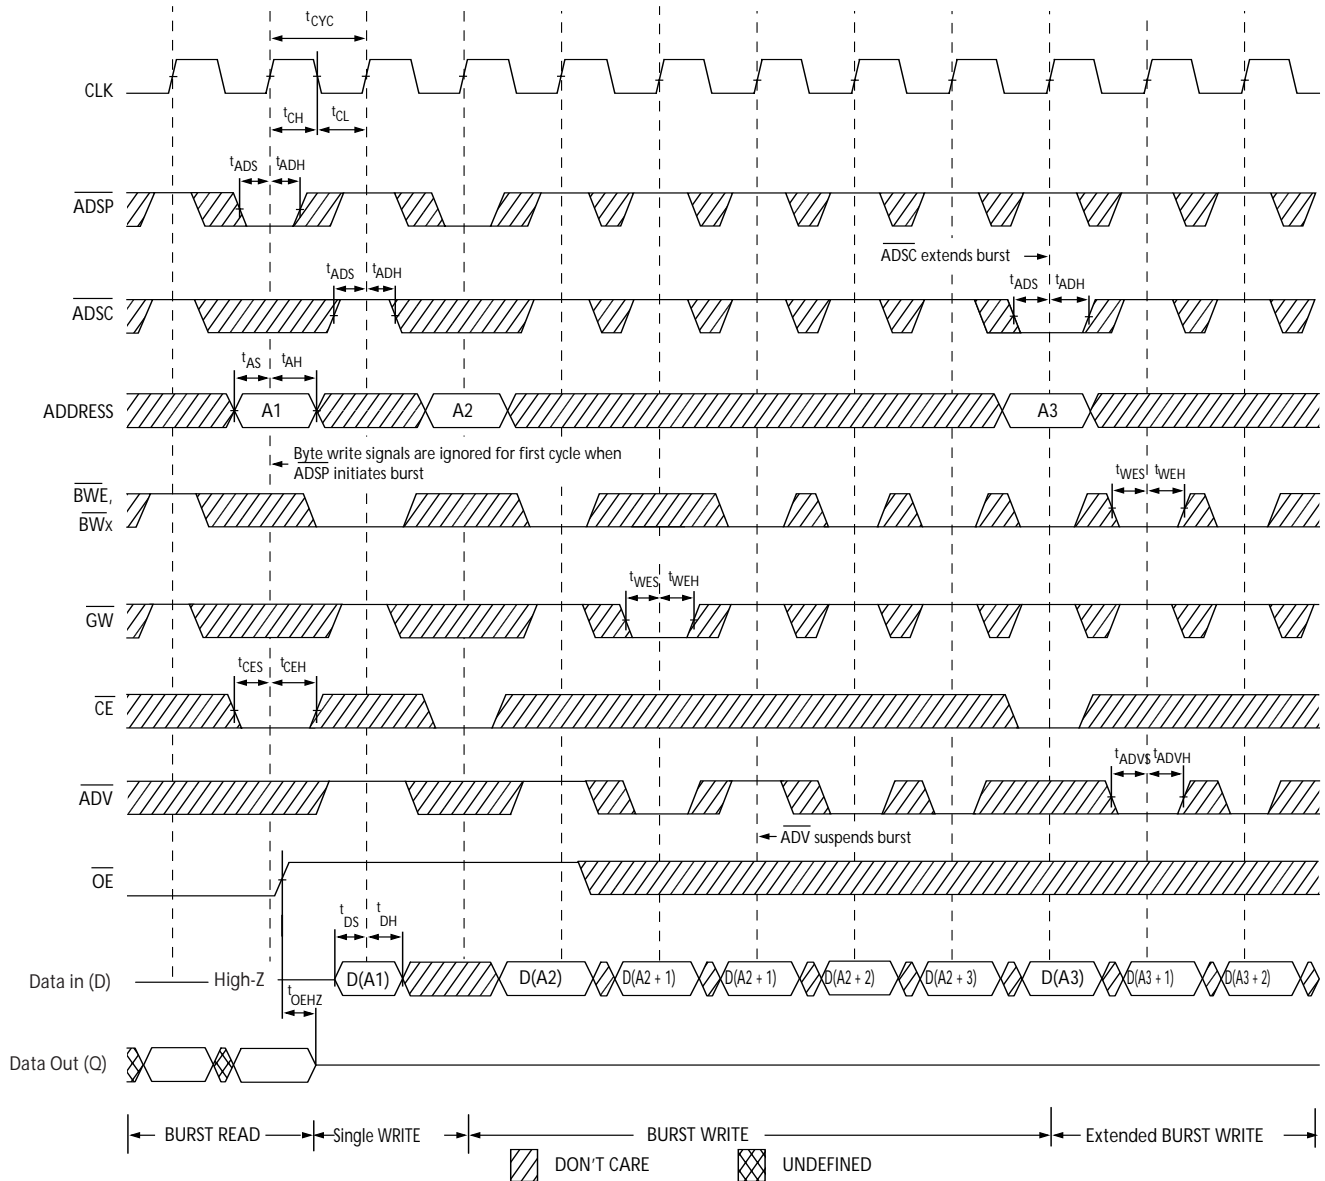 tCYC
CLK
tCH tCL
tADS tADH
ADSP
ADSC extends burst
tADS tADH
tADS tADH
ADSC
tAS tAH
ADDRESS A1 A2 A3
Byte write signals are ignored for first cycle when
ADSP initiates burst
tWES tWEH
BWE,
BWx
tWES tWEH
GW
tCES tCEH
CE
tADVS tADVH
ADV
ADV suspends burst
OE
tDS tDH
Data in (D) High-Z D(A1) D(A2) D(A2 + 1) D(A2 + 1) D(A2 + 2) D(A2 + 3) D(A3) D(A3 + 1) D(A3 + 2)
tOEHZ
Data Out (Q)
BURST READ Single WRITE BURST WRITE Extended BURST WRITE
DON'T CARE UNDEFINED